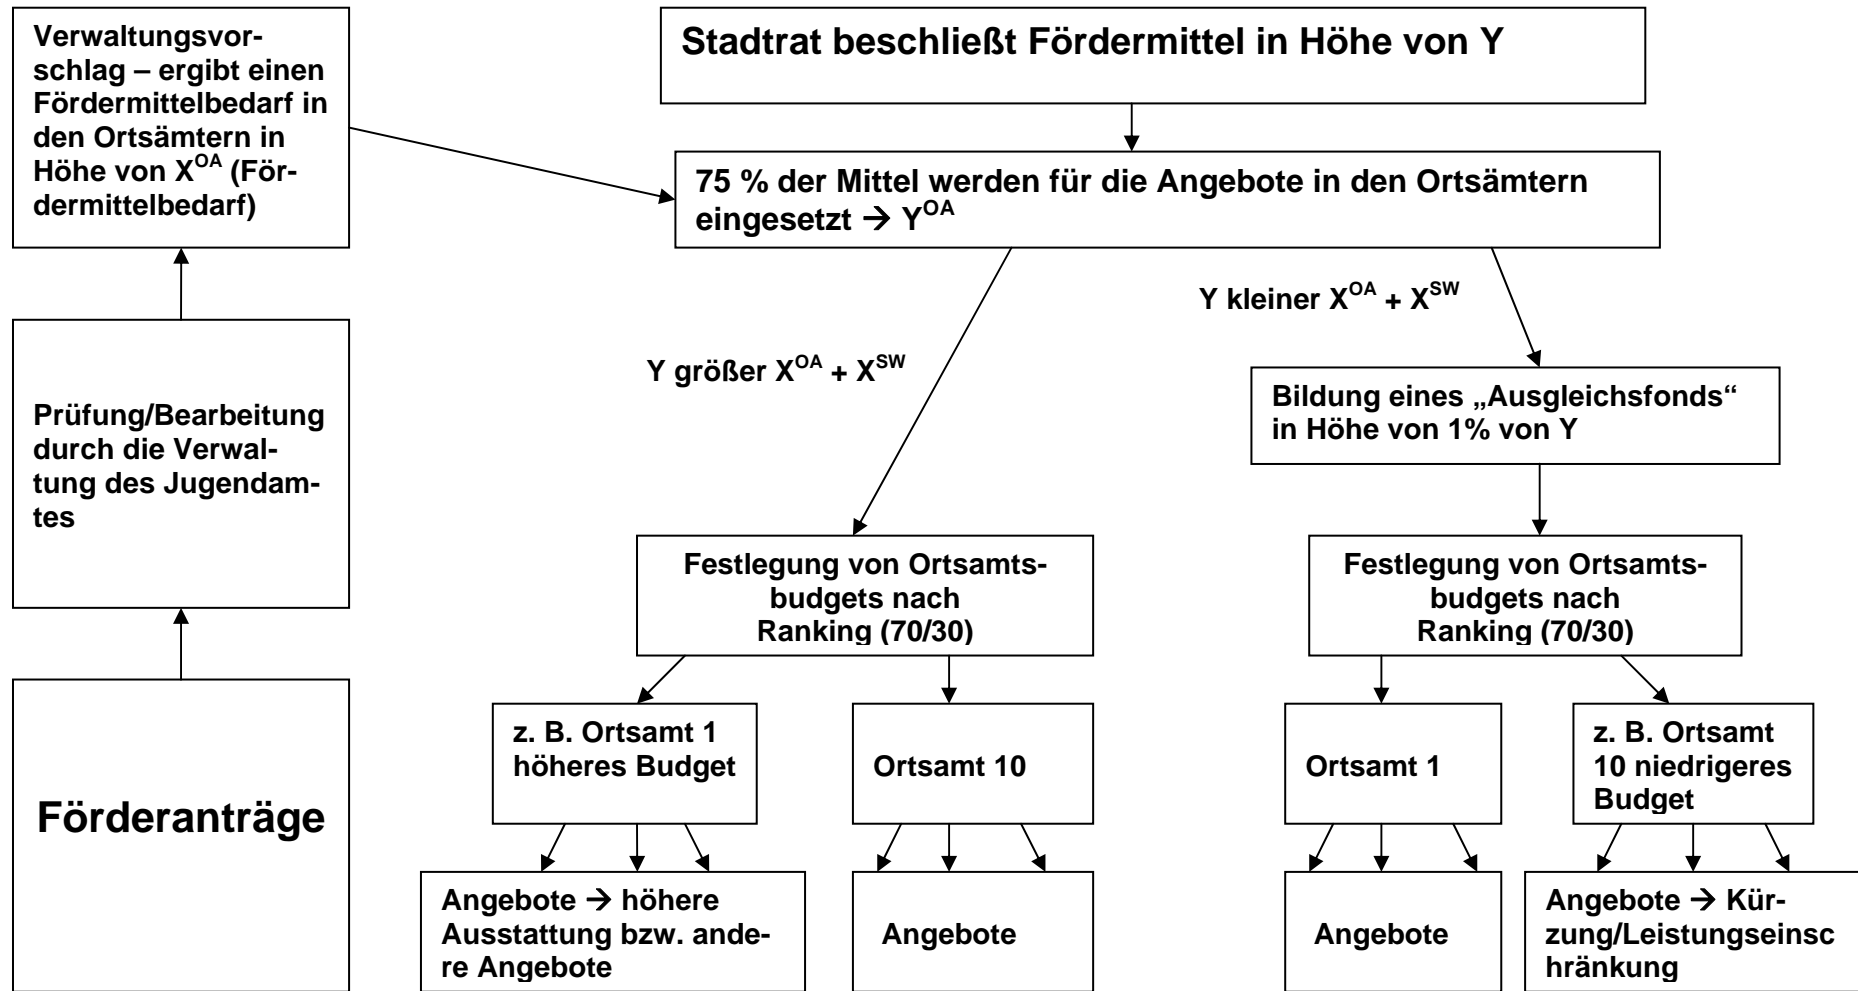 Verwaltungsvor-
schlag – ergibt einen
Fördermittelbedarf in
den Ortsämtern in
Höhe von X^OA (För-
dermittelbedarf)
Prüfung/Bearbeitung
durch die Verwal-
tung des Jugendam-
tes
Förderanträge
Stadtrat beschließt Fördermittel in Höhe von Y
75 % der Mittel werden für die Angebote in den Ortsämtern
eingesetzt → Y^OA
Y größer X^OA + X^SW
Y kleiner X^OA + X^SW
Bildung eines „Ausgleichsfonds“
in Höhe von 1% von Y
Festlegung von Ortsamts-
budgets nach
Ranking (70/30)
Festlegung von Ortsamts-
budgets nach
Ranking (70/30)
z. B. Ortsamt 1
höheres Budget
Ortsamt 10
Ortsamt 1
z. B. Ortsamt
10 niedrigeres
Budget
Angebote → höhere
Ausstattung bzw. ande-
re Angebote
Angebote
Angebote
Angebote → Kür-
zung/Leistungseinsc
hränkung